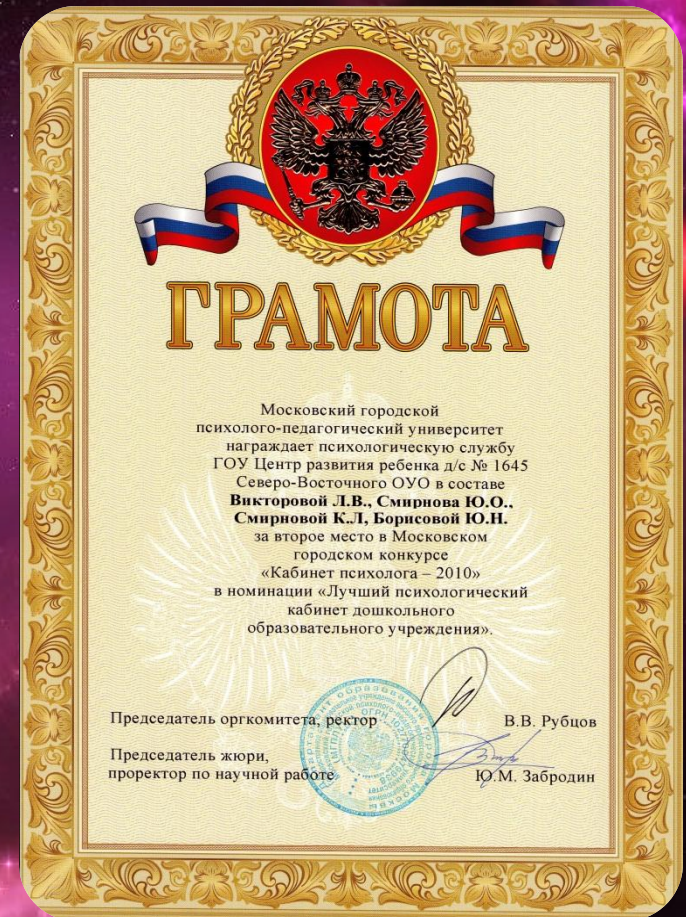 ГРАМОТА
Московский городской
психолого-педагогический университет
награждает психологическую службу
ГОУ Центр развития ребенка д/с № 1645
Северо-Восточного ОУО в составе
Викторовой Л.В., Смирнова Ю.О.,
Смирновой К.Л, Борисовой Ю.Н.
за второе место в Московском
городском конкурсе
«Кабинет психолога – 2010»
в номинации «Лучший психологический
кабинет дошкольного
образовательного учреждения».
Председатель оргкомитета, ректор
В.В. Рубцов
Председатель жюри,
проректор по научной работе
Ю.М. Забродин